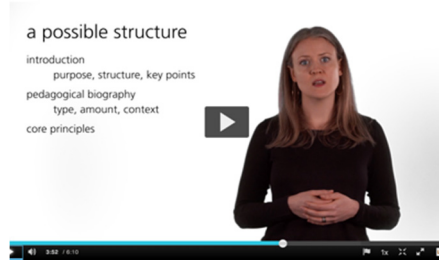 a possible structure
introduction
purpose, structure, key points
pedagogical biography
type, amount, context
core principles
3:52 / 6:10
1x